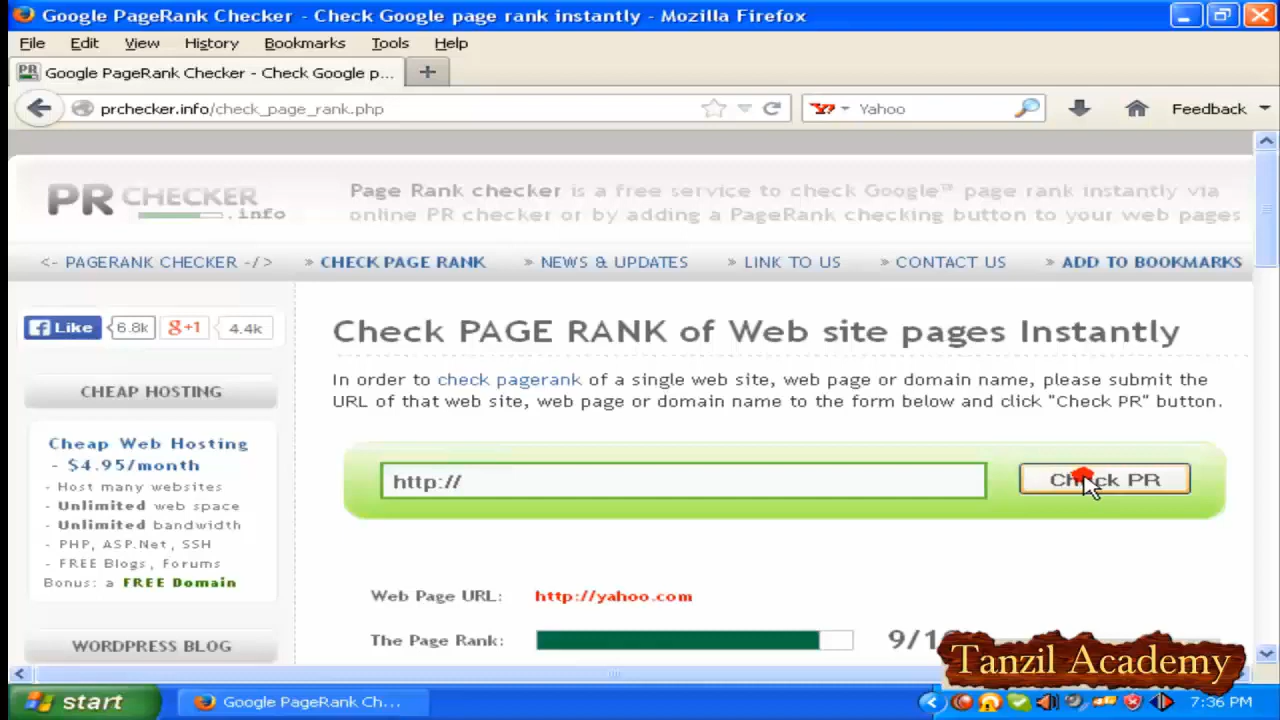 Google PageRank Checker - Check Google page rank instantly - Mozilla Firefox
File Edit View History Bookmarks Tools Help
PR Google PageRank Checker - Check Google p...
prchecker.info/check_page_rank.php Yahoo Feedback
PR CHECKER .info
Page Rank checker is a free service to check Google™ page rank instantly via
online PR checker or by adding a PageRank checking button to your web pages
<- PAGERANK CHECKER -/> » CHECK PAGE RANK » NEWS & UPDATES » LINK TO US » CONTACT US » ADD TO BOOKMARKS
Like 6.8k g+1 4.4k
Check PAGE RANK of Web site pages Instantly
In order to check pagerank of a single web site, web page or domain name, please submit the
URL of that web site, web page or domain name to the form below and click "Check PR" button.
CHEAP HOSTING
Cheap Web Hosting
- $4.95/month
- Host many websites
- Unlimited web space
- Unlimited bandwidth
- PHP, ASP.Net, SSH
- FREE Blogs, Forums
Bonus: a FREE Domain
WORDPRESS BLOG
http:// Check PR
Web Page URL: http://yahoo.com
The Page Rank: 9/1
Tanzil Academy
start Google PageRank Ch... 7:36 PM